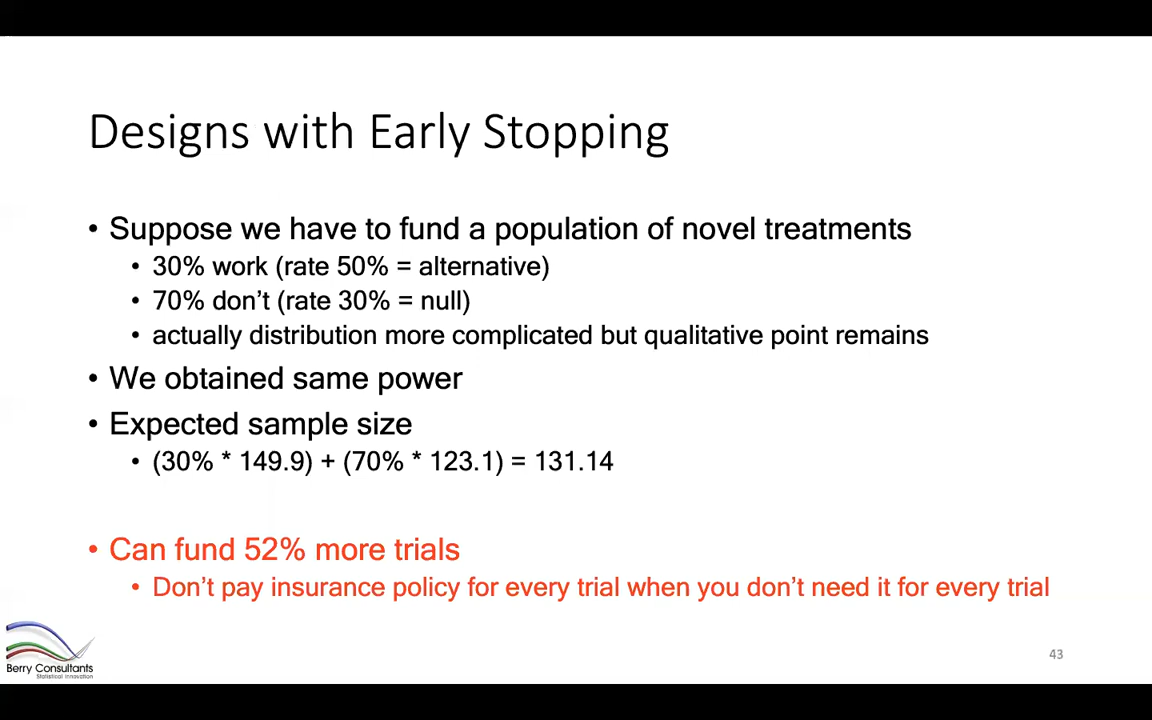 Designs with Early Stopping
• Suppose we have to fund a population of novel treatments
• 30% work (rate 50% = alternative)
• 70% don't (rate 30% = null)
• actually distribution more complicated but qualitative point remains
• We obtained same power
• Expected sample size
• (30% * 149.9) + (70% * 123.1) = 131.14
• Can fund 52% more trials
• Don't pay insurance policy for every trial when you don't need it for every trial
Berry Consultants
Statistical Innovation
43